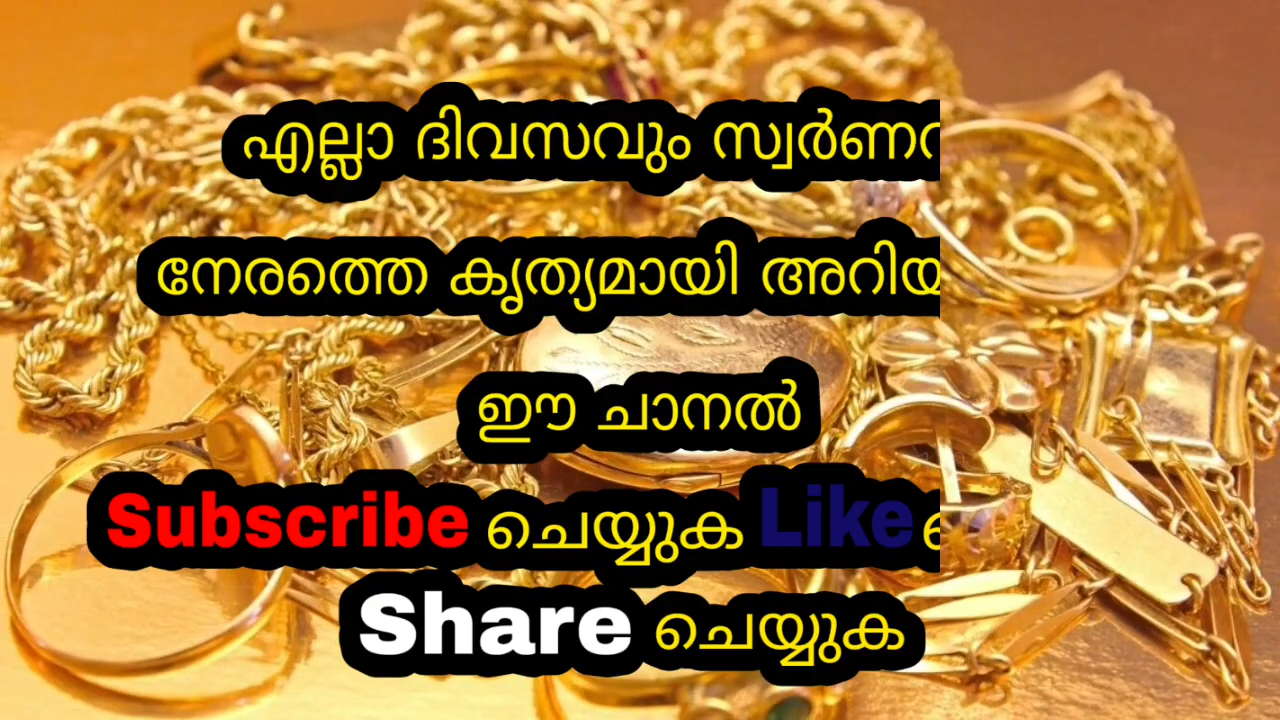 എല്ലാ ദിവസവും
നേരത്തെ കൃത്യമായി
ഈ ചാനൽ
Subscribe ചെയ്യുക Like
Share ചെയ്യുക